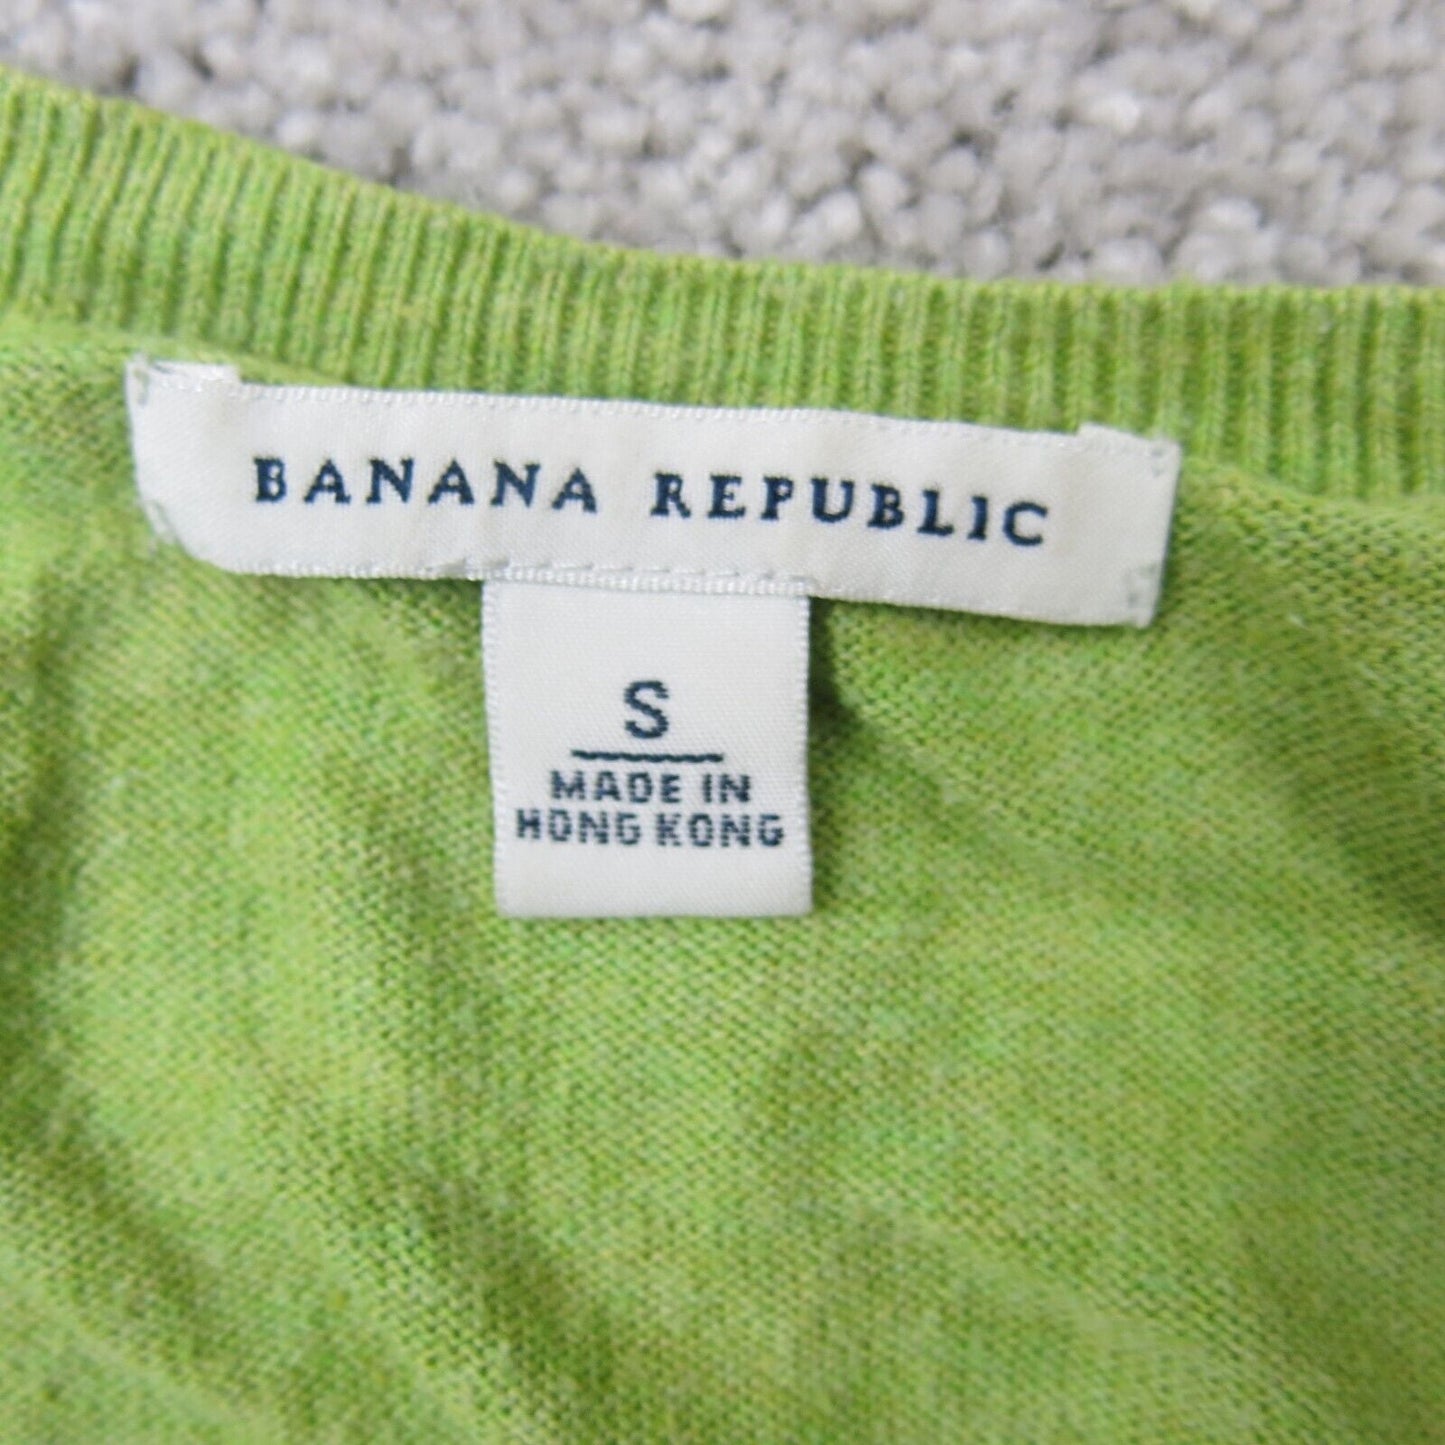 BANANA REPUBLIC
S
MADE IN
HONG KONG